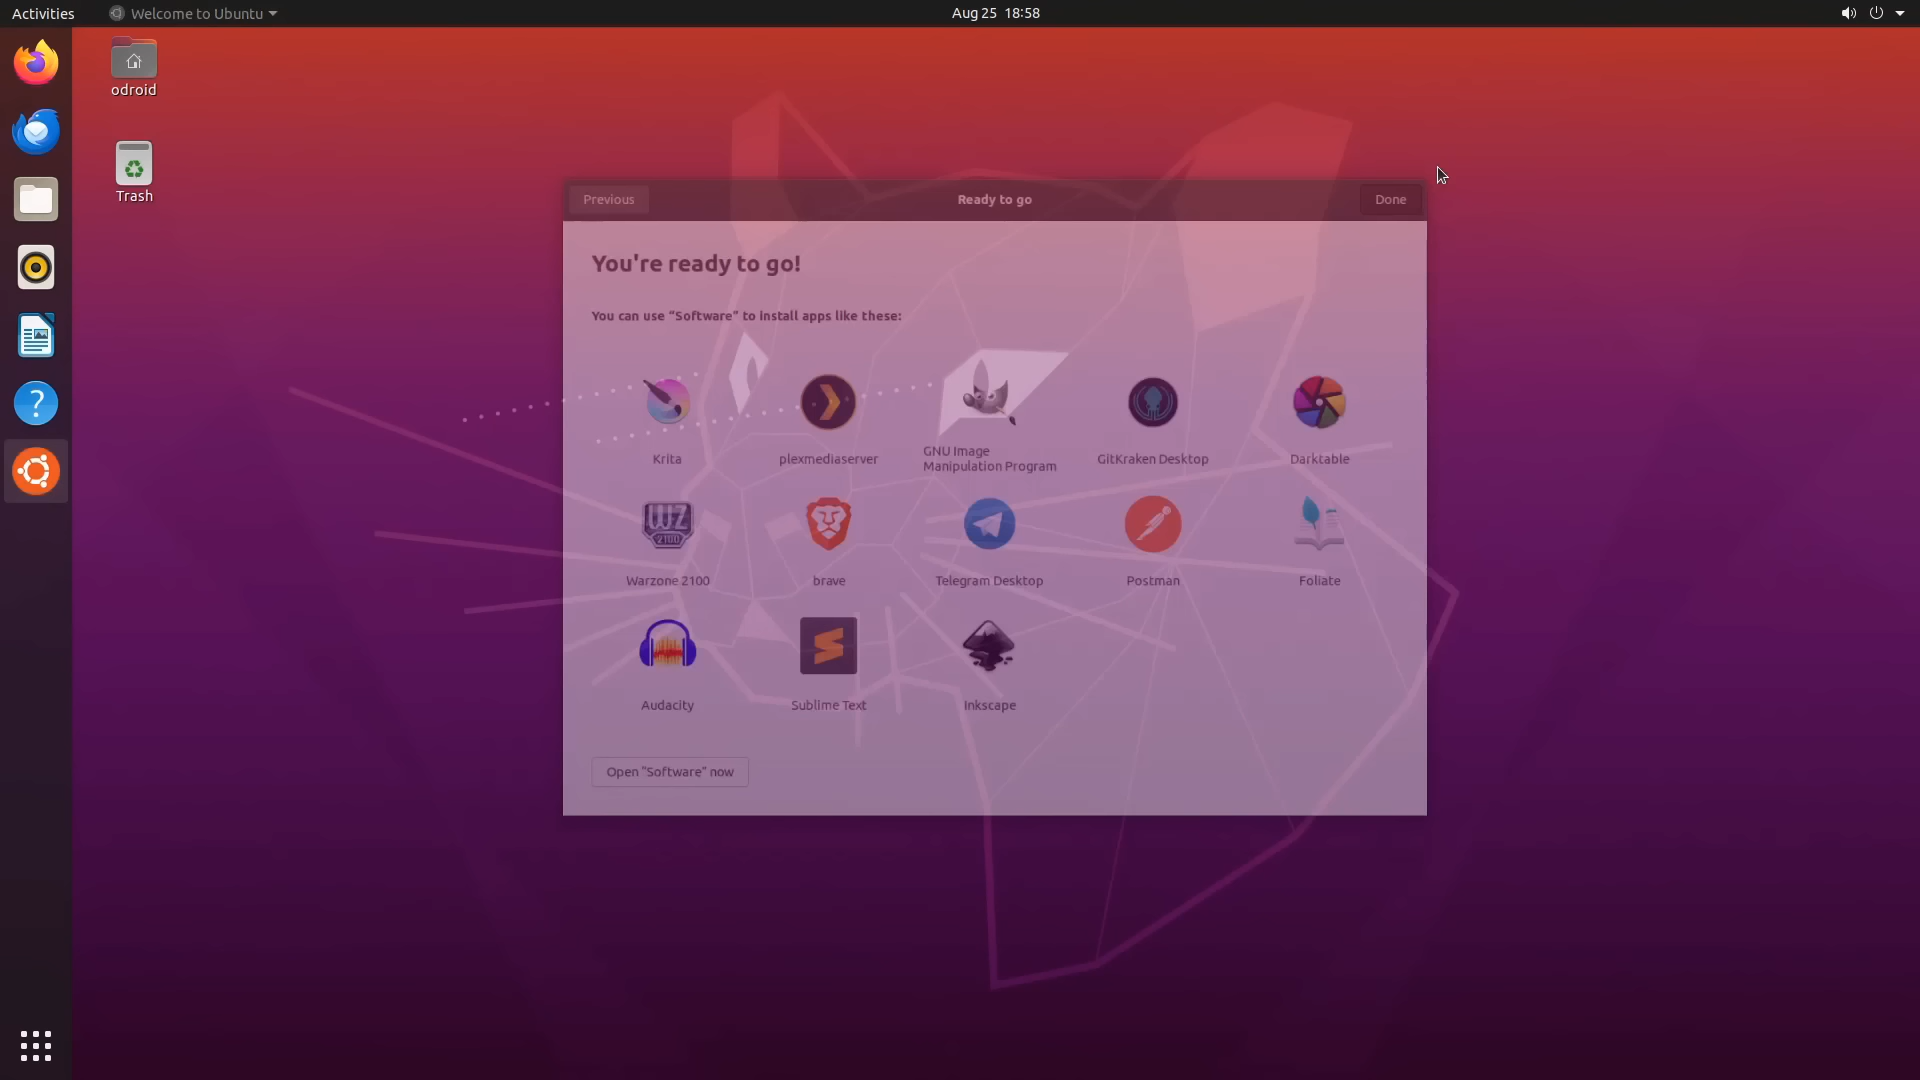 Activities
Welcome to Ubuntu
Aug 25 18:58
odroid
Trash
Previous
Ready to go
Done
You're ready to go!
You can use “Software” to install apps like these:
Krita
plexmediaserver
GNU Image
Manipulation Program
GitKraken Desktop
Darktable
WZ
2100
Warzone 2100
brave
Telegram Desktop
Postman
Foliate
Audacity
Sublime Text
Inkscape
Open “Software” now